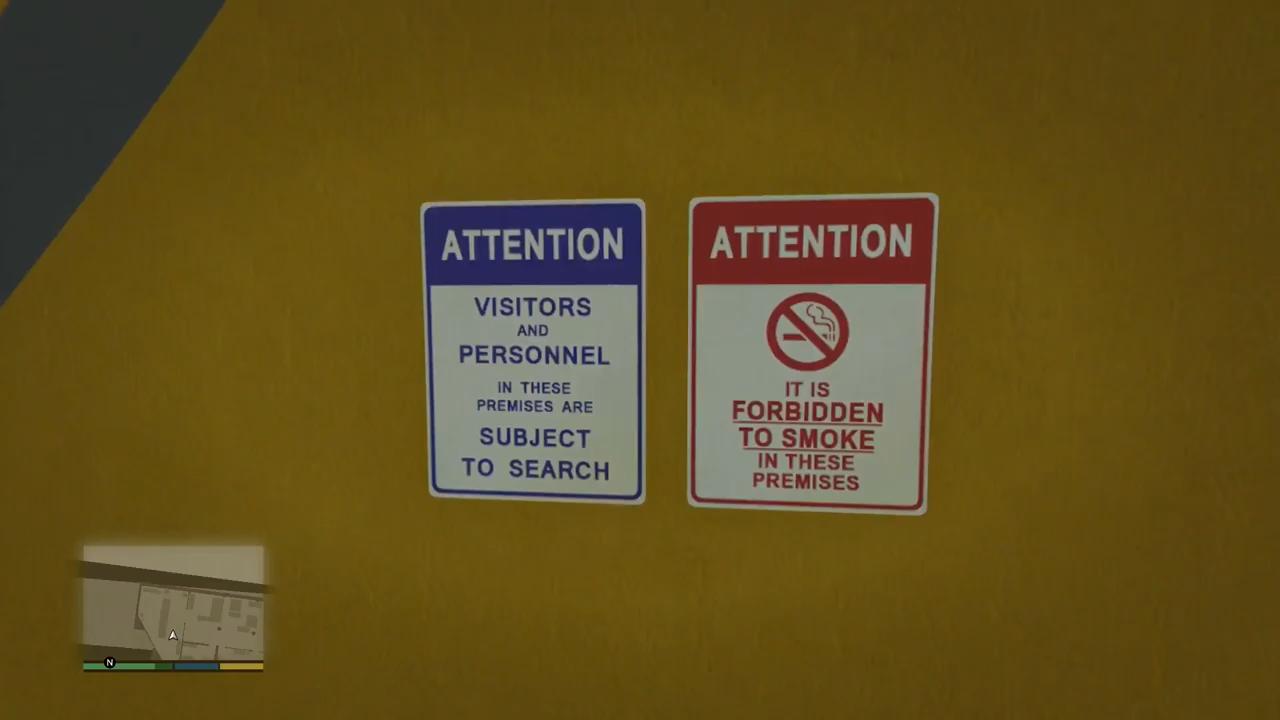 ATTENTION
VISITORS
AND
PERSONNEL
IN THESE
PREMISES ARE
SUBJECT
TO SEARCH
ATTENTION
IT IS
FORBIDDEN
TO SMOKE
IN THESE
PREMISES
N